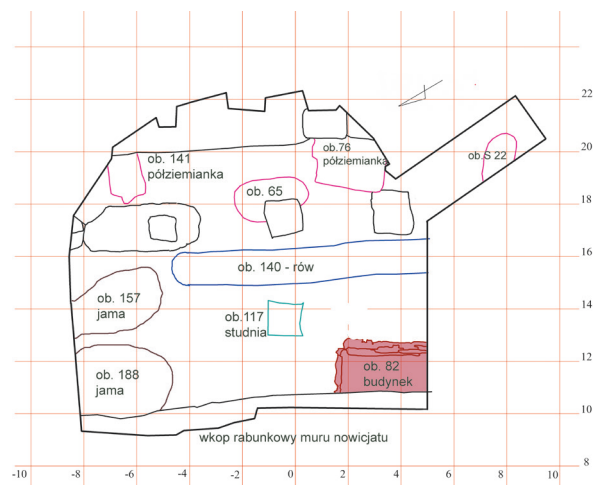 22
20
18
16
14
12
10
8
ob. 141
półziemianka
ob.76
półziemianka
ob.S 22
ob. 65
ob. 140 - rów
ob. 157
jama
ob.117
studnia
ob. 188
jama
ob. 82
budynek
wkop rabunkowy muru nowicjatu
-10 -8 -6 -4 -2 0 2 4 6 8 10